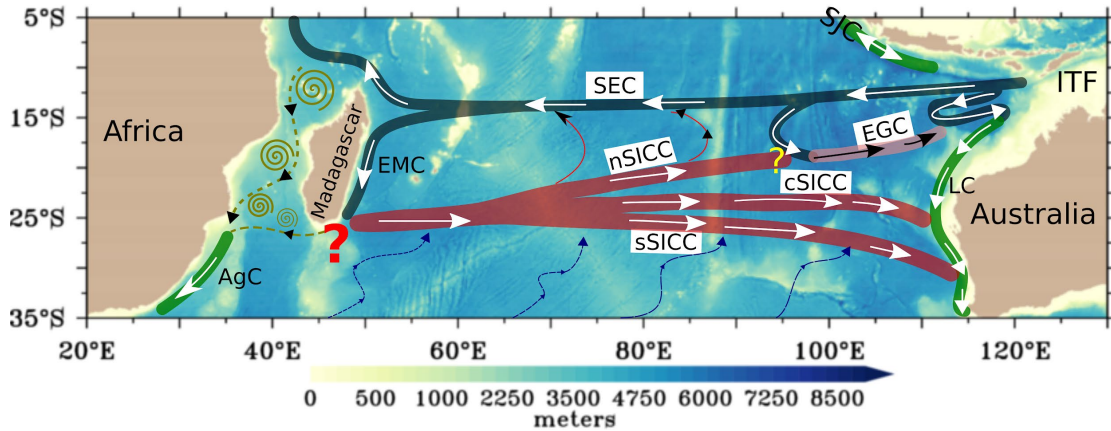 5°S
15°S
25°S
35°S
SJC
ITF
SEC
Africa
Madagascar
EMC
nSICC
?
EGC
cSICC
LC
Australia
sSICC
?
AgC
20°E 40°E 60°E 80°E 100°E 120°E
0 500 1000 2250 3500 4750 6000 7250 8500
meters